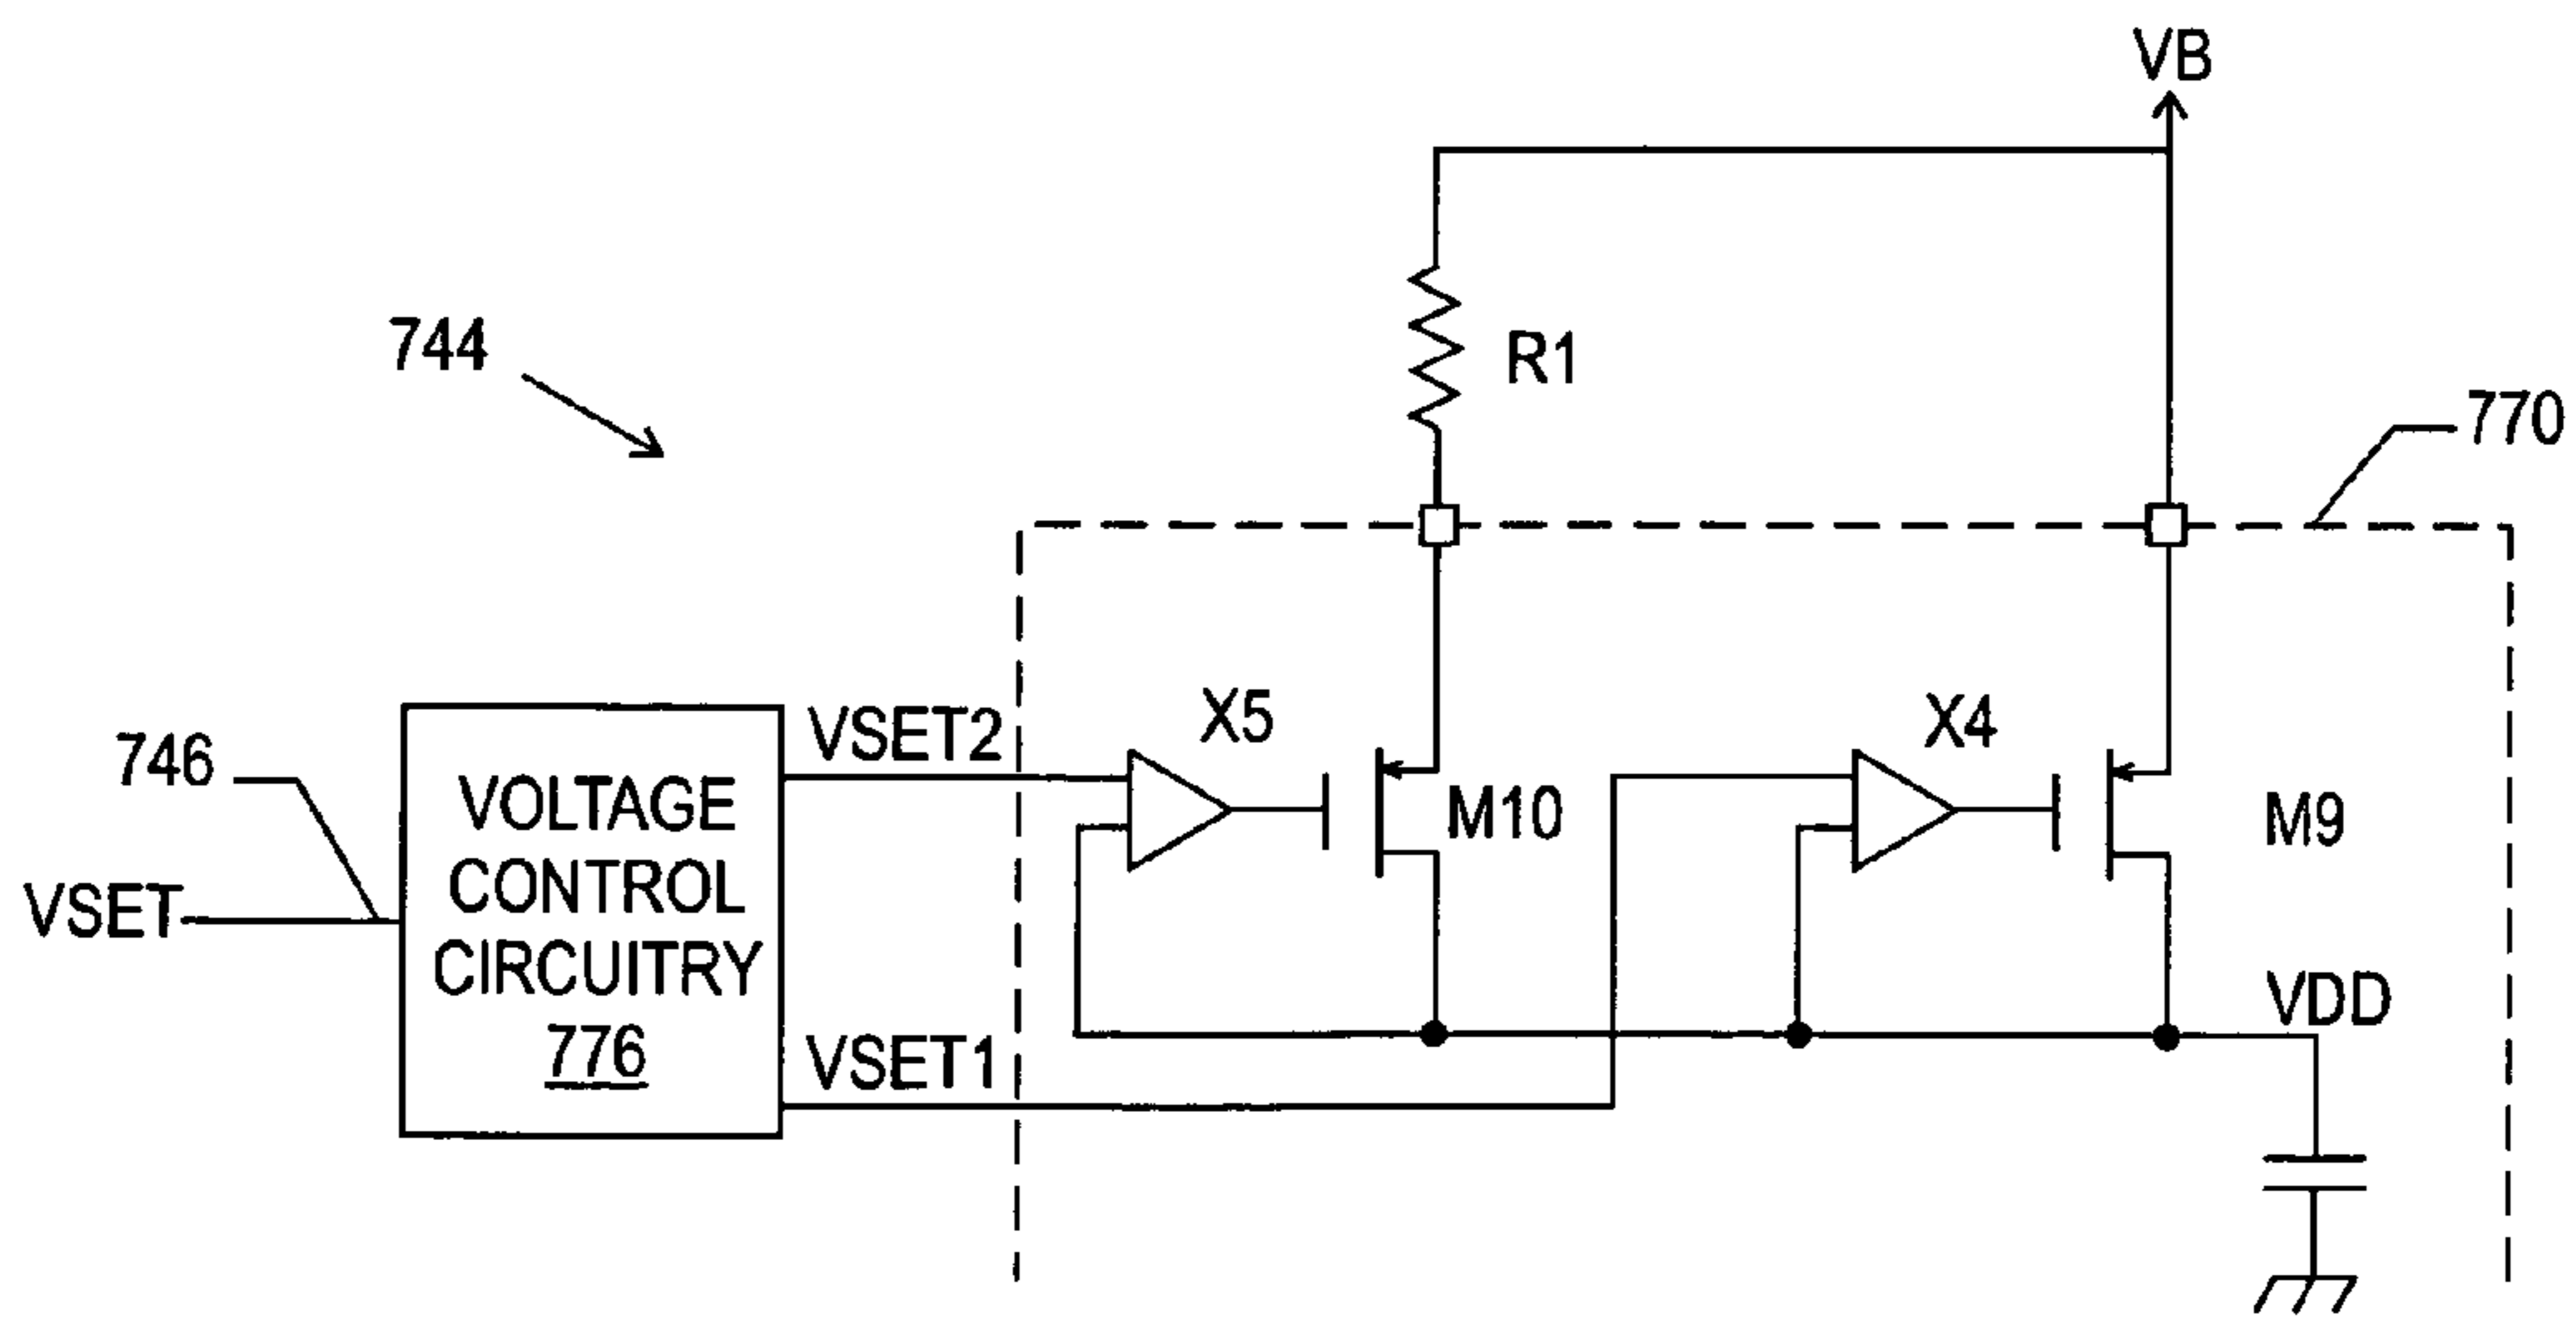 VB
744
R1
770
746
VSET
VOLTAGE
CONTROL
CIRCUITRY
776
VSET2
VSET1
X5
M10
X4
M9
VDD